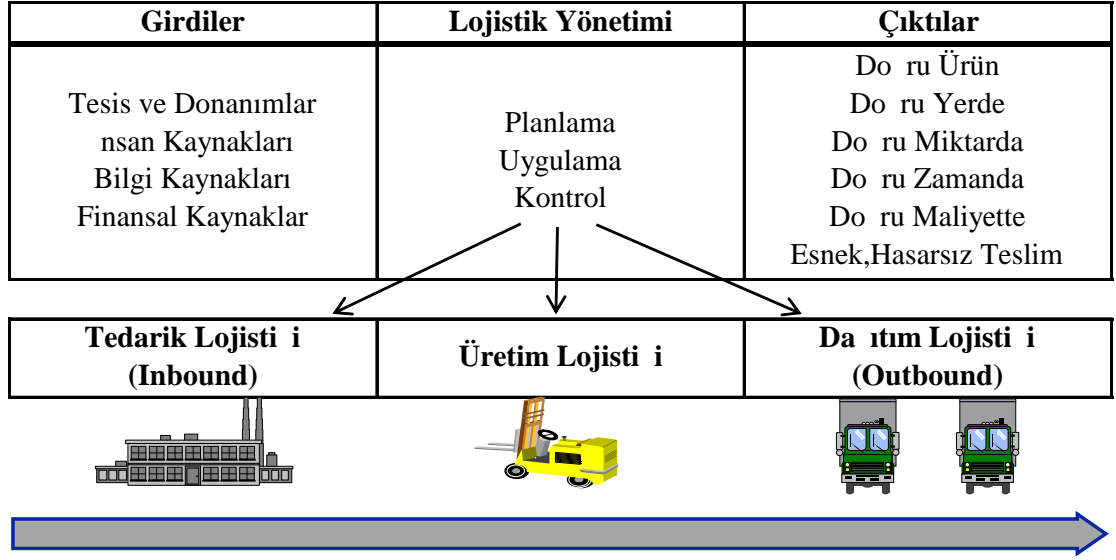 Girdiler
Lojistik Yönetimi
Çıktılar
Tesis ve Donanımlar
nsan Kaynakları
Bilgi Kaynakları
Finansal Kaynaklar
Planlama
Uygulama
Kontrol
Do ru Ürün
Do ru Yerde
Do ru Miktarda
Do ru Zamanda
Do ru Maliyette
Esnek,Hasarsız Teslim
Tedarik Lojisti i
(Inbound)
Üretim Lojisti i
Da ıtım Lojisti i
(Outbound)